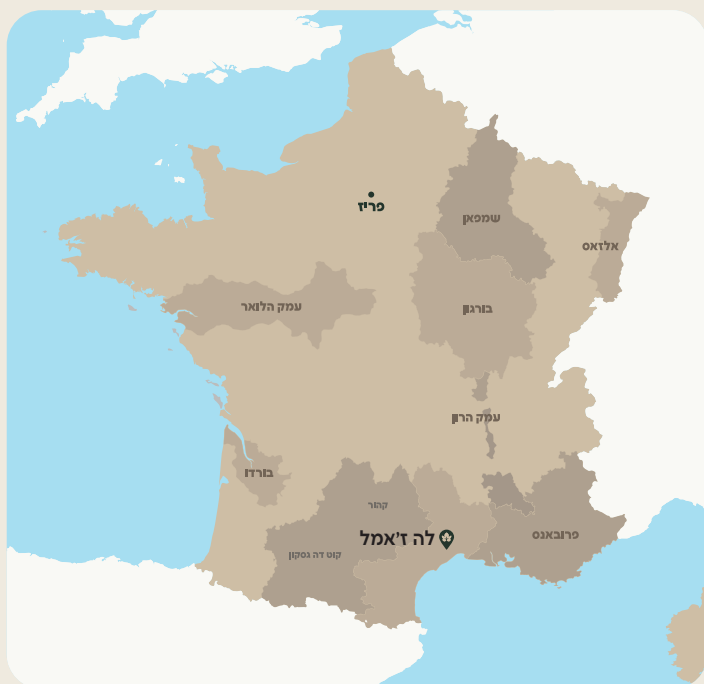 פריז
שמפאן
אלזאס
עמק הלואר
בורגון
עמק הרון
בורדו
קהור
פרובאנס
לה ז'אמל
קוט דה גסקון